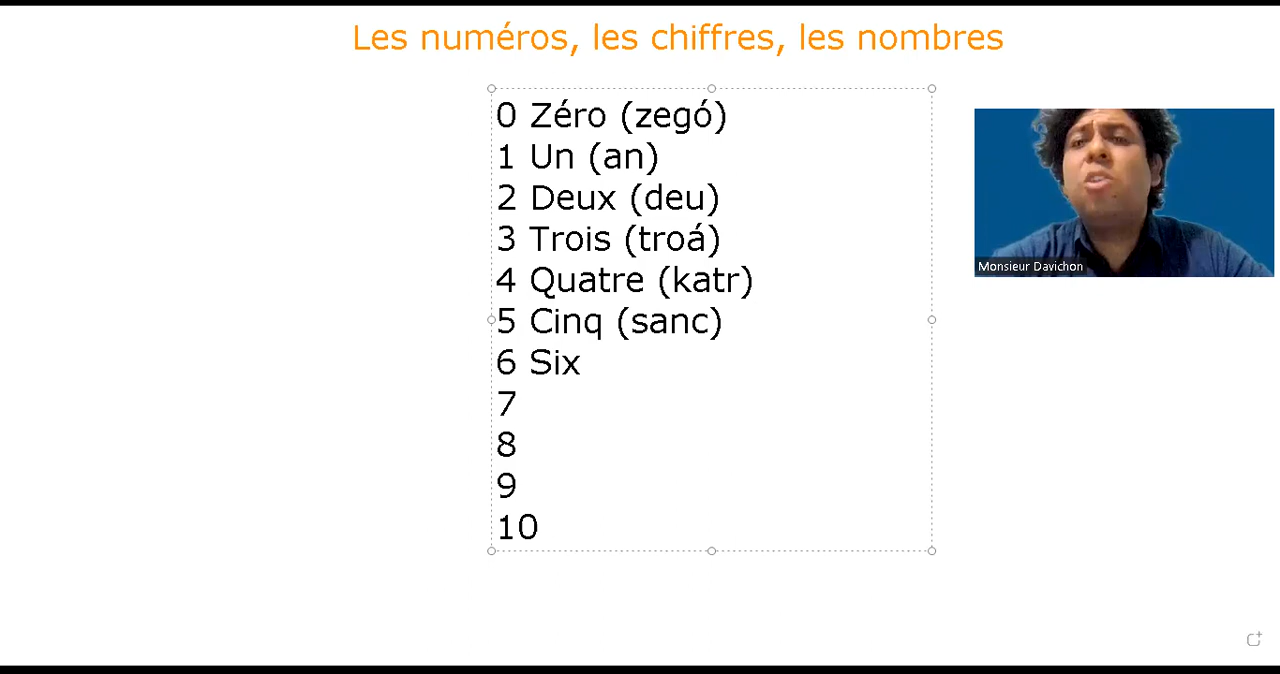 Les numéros, les chiffres, les nombres
0 Zéro (zegó)
1 Un (an)
2 Deux (deu)
3 Trois (troá)
4 Quatre (katr)
5 Cinq (sanc)
6 Six
7
8
9
10
Monsieur Davichon